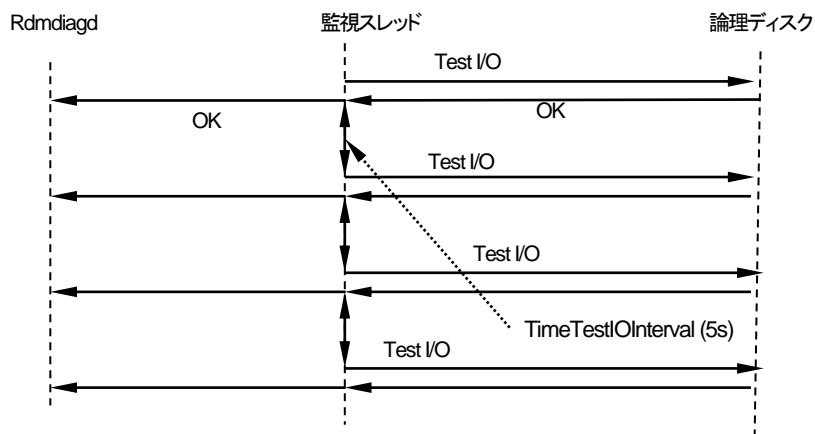 Rdmdiagd
監視スレッド
論理ディスク
Test I/O
OK
OK
Test I/O
Test I/O
TimeTestIOInterval (5s)
Test I/O